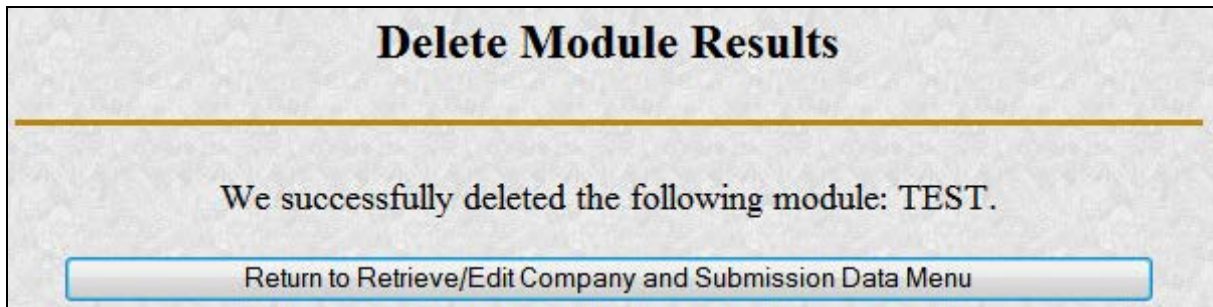 Delete Module Results
We successfully deleted the following module: TEST.
Return to Retrieve/Edit Company and Submission Data Menu